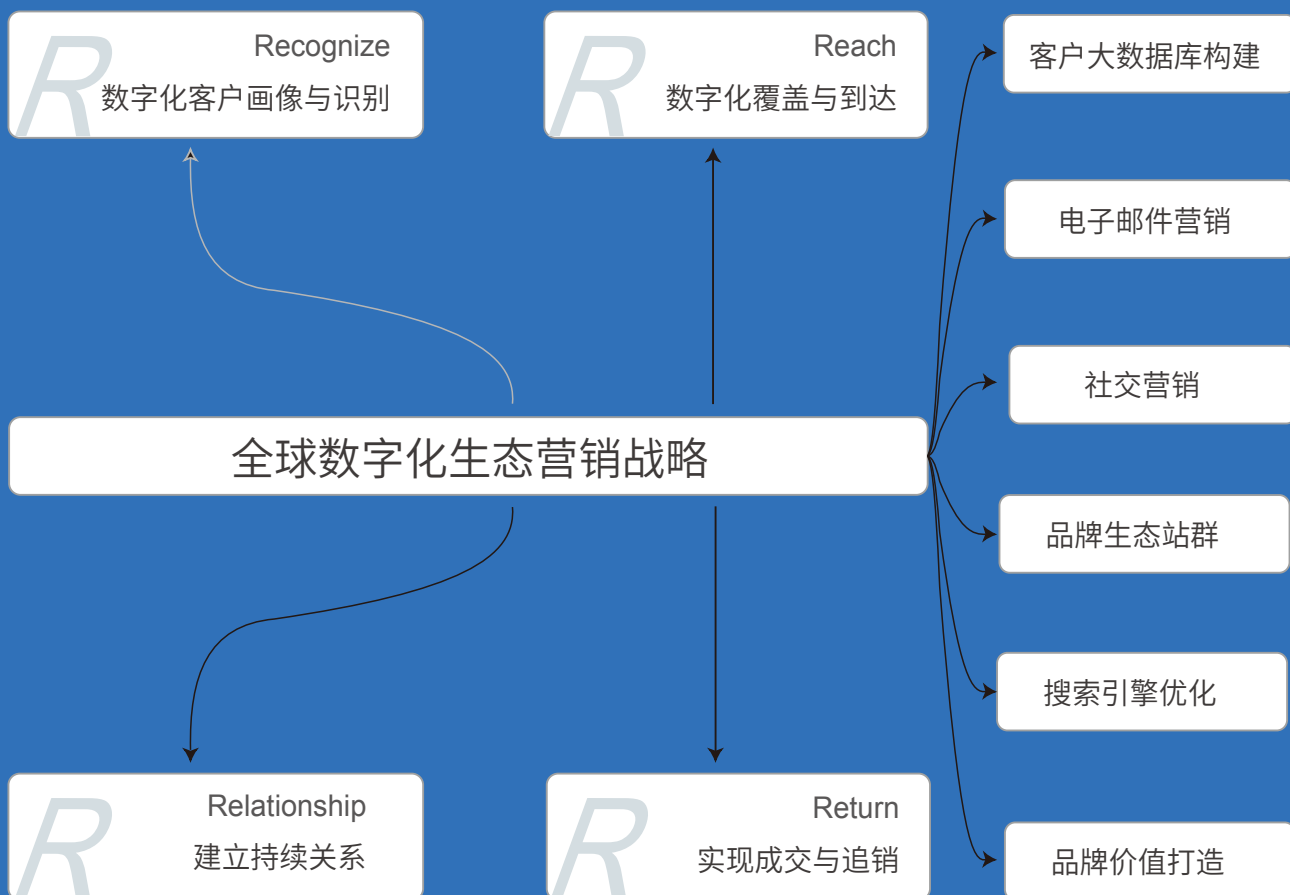 R
Recognize
数字化客户画像与识别
R
Reach
数字化覆盖与到达
客户大数据库构建
电子邮件营销
社交营销
全球数字化生态营销战略
品牌生态站群
搜索引擎优化
R
Relationship
建立持续关系
R
Return
实现成交与追销
品牌价值打造